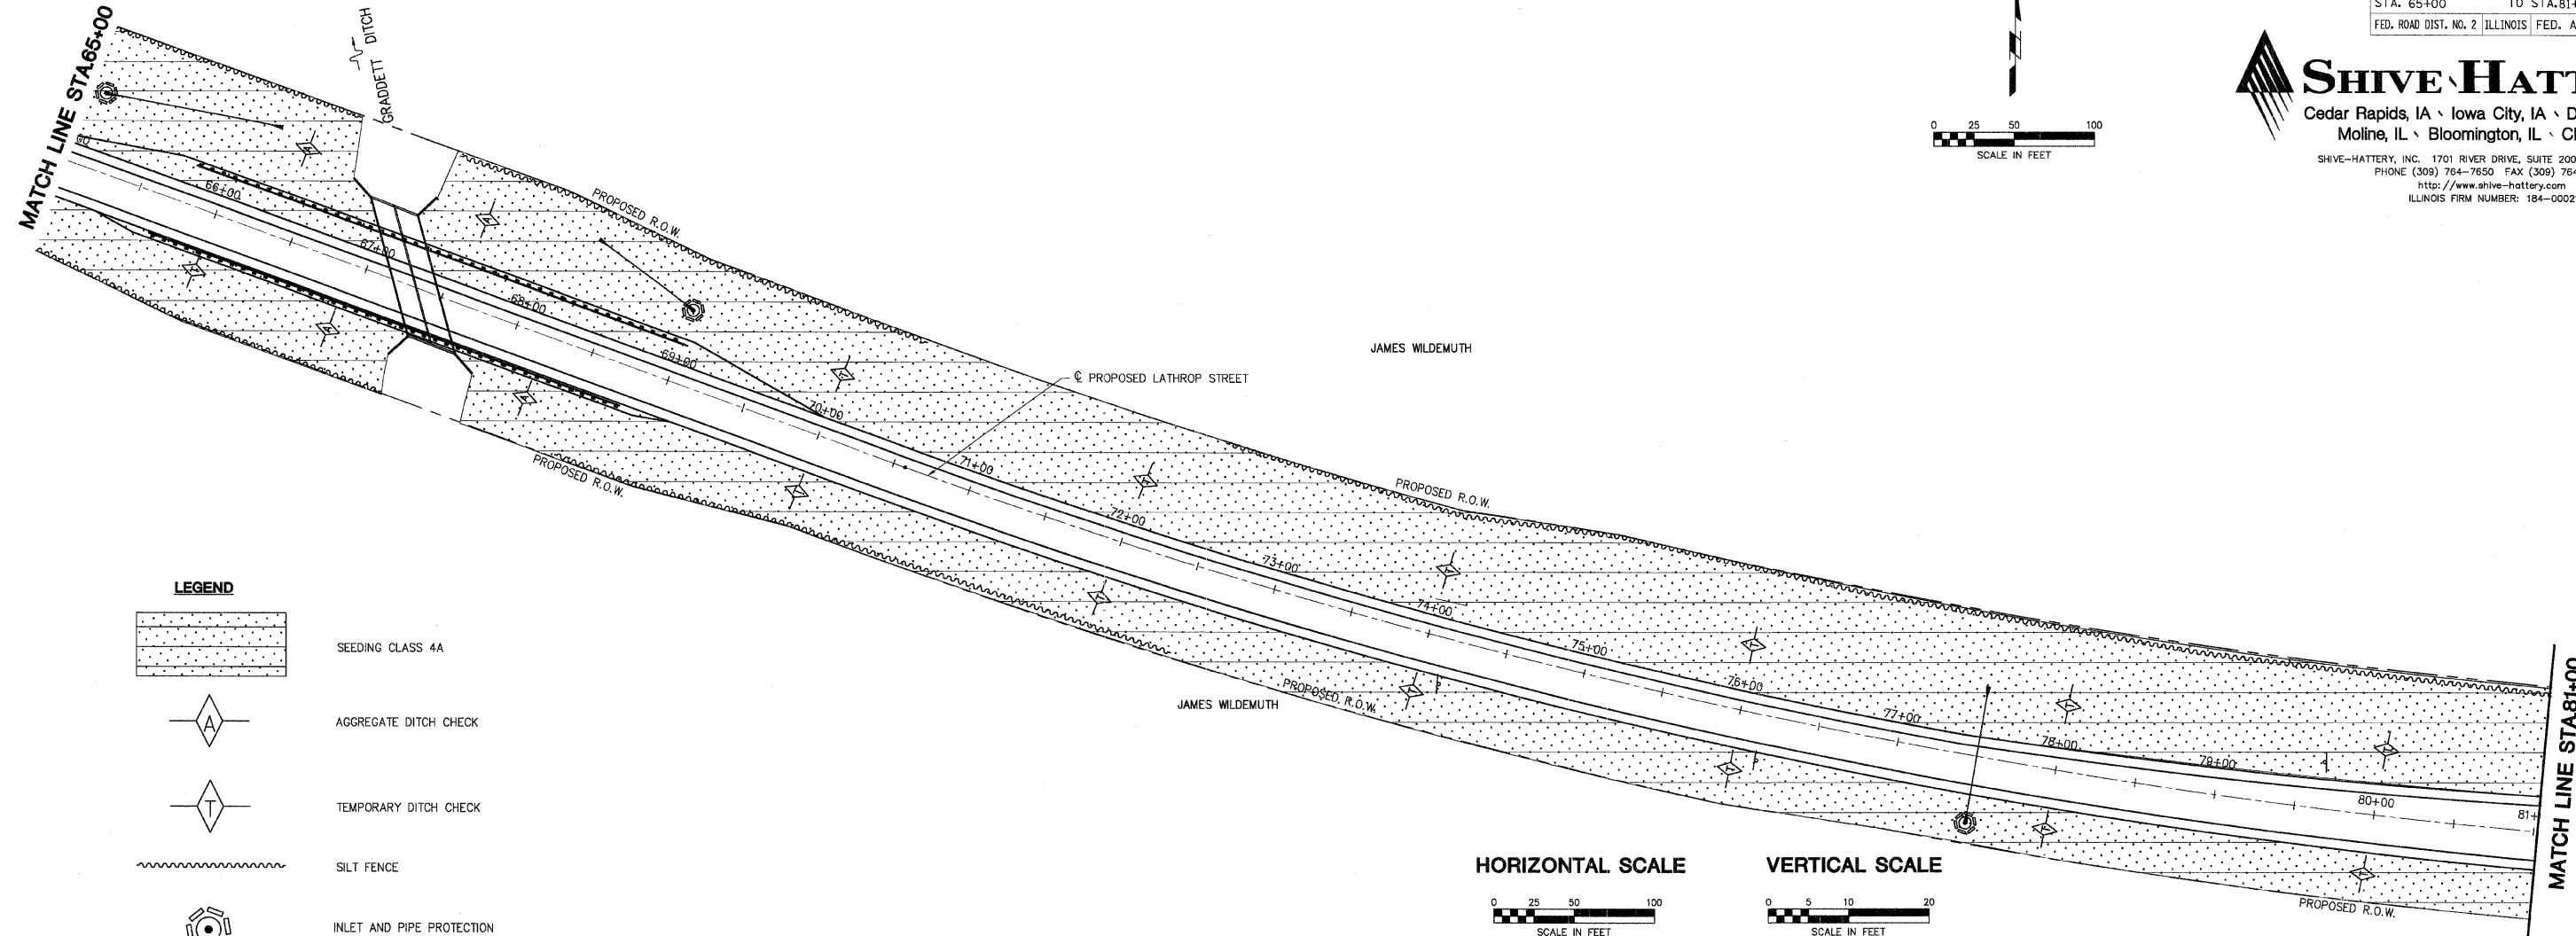 STA. 65+00 TO STA.81+
FED. ROAD DIST. NO. 2 ILLINOIS FED. A
SHIVE HATT
Cedar Rapids, IA \ Iowa City, IA \ D
Moline, IL \ Bloomington, IL \ C
SHIVE-HATTERY, INC. 1701 RIVER DRIVE, SUITE 200
PHONE (309) 764-7650 FAX (309) 764
http://www.shive-hattery.com
ILLINOIS FIRM NUMBER: 184-0002
0 25 50 100
SCALE IN FEET
MATCH LINE STA.65+00
GRADDETT DITCH
A
66+00
67+00
A
PROPOSED R.O.W.
68+00
69+00
A
A
70+00
JAMES WILDEMUTH
℄ PROPOSED LATHROP STREET
71+00
PROPOSED R.O.W.
T
T
72+00
PROPOSED R.O.W.
73+00
T
74+00
T
75+00
T
76+00
JAMES WILDEMUTH
PROPOSED R.O.W.
T
77+00
78+00
T
79+00
T
80+00
81+
T
T
T
PROPOSED R.O.W.
MATCH LINE STA.81+00
LEGEND
SEEDING CLASS 4A
A AGGREGATE DITCH CHECK
T TEMPORARY DITCH CHECK
SILT FENCE
INLET AND PIPE PROTECTION
HORIZONTAL SCALE
0 25 50 100
SCALE IN FEET
VERTICAL SCALE
0 5 10 20
SCALE IN FEET